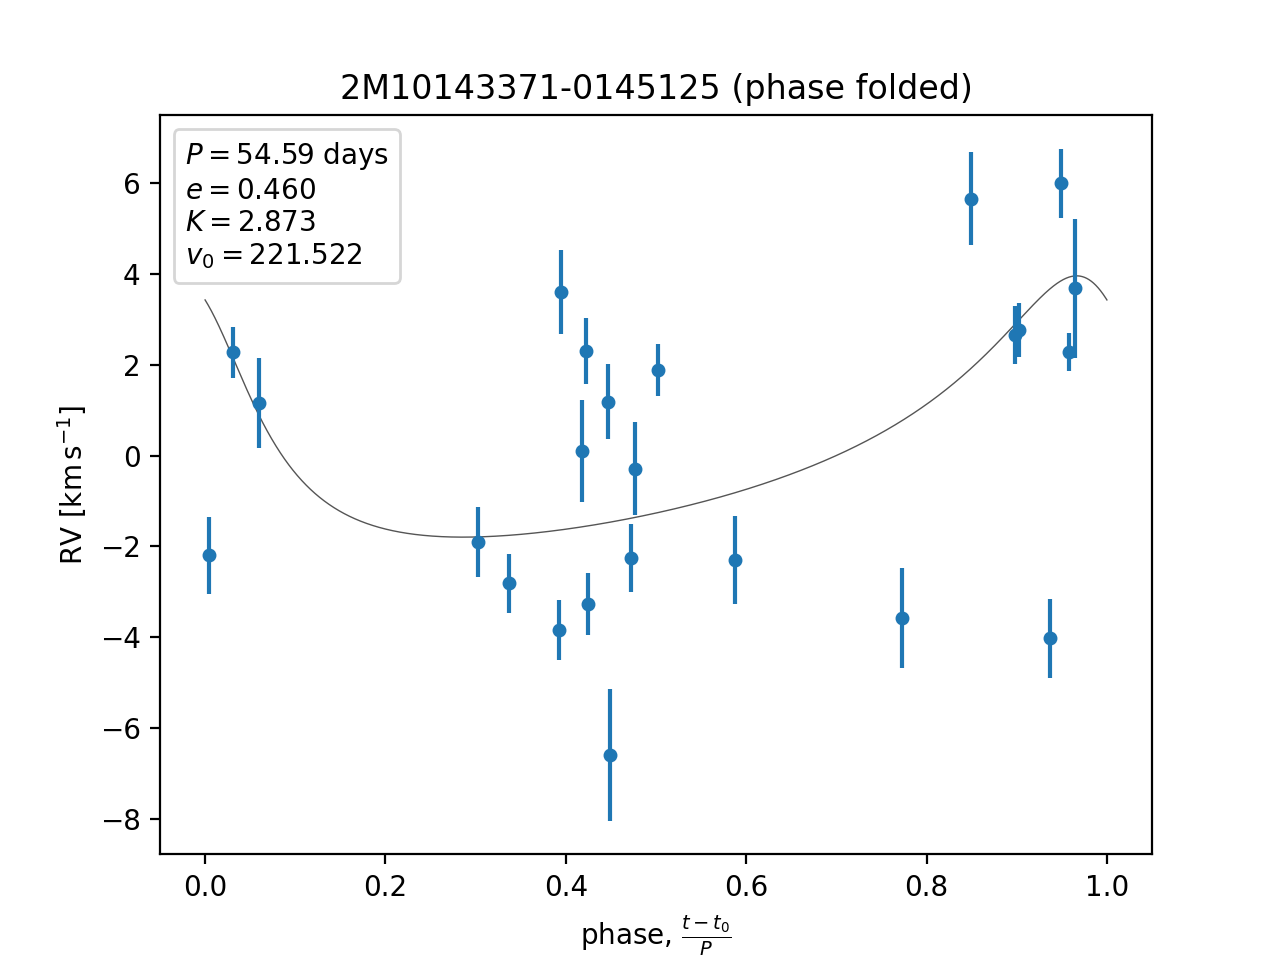 2M10143371-0145125 (phase folded)
P = 54.59 days
e = 0.460
K = 2.873
v₀ = 221.522
RV [km s⁻¹]
6
4
2
0
−2
−4
−6
−8
0.0 0.2 0.4 0.6 0.8 1.0
phase, (t − t₀)/P